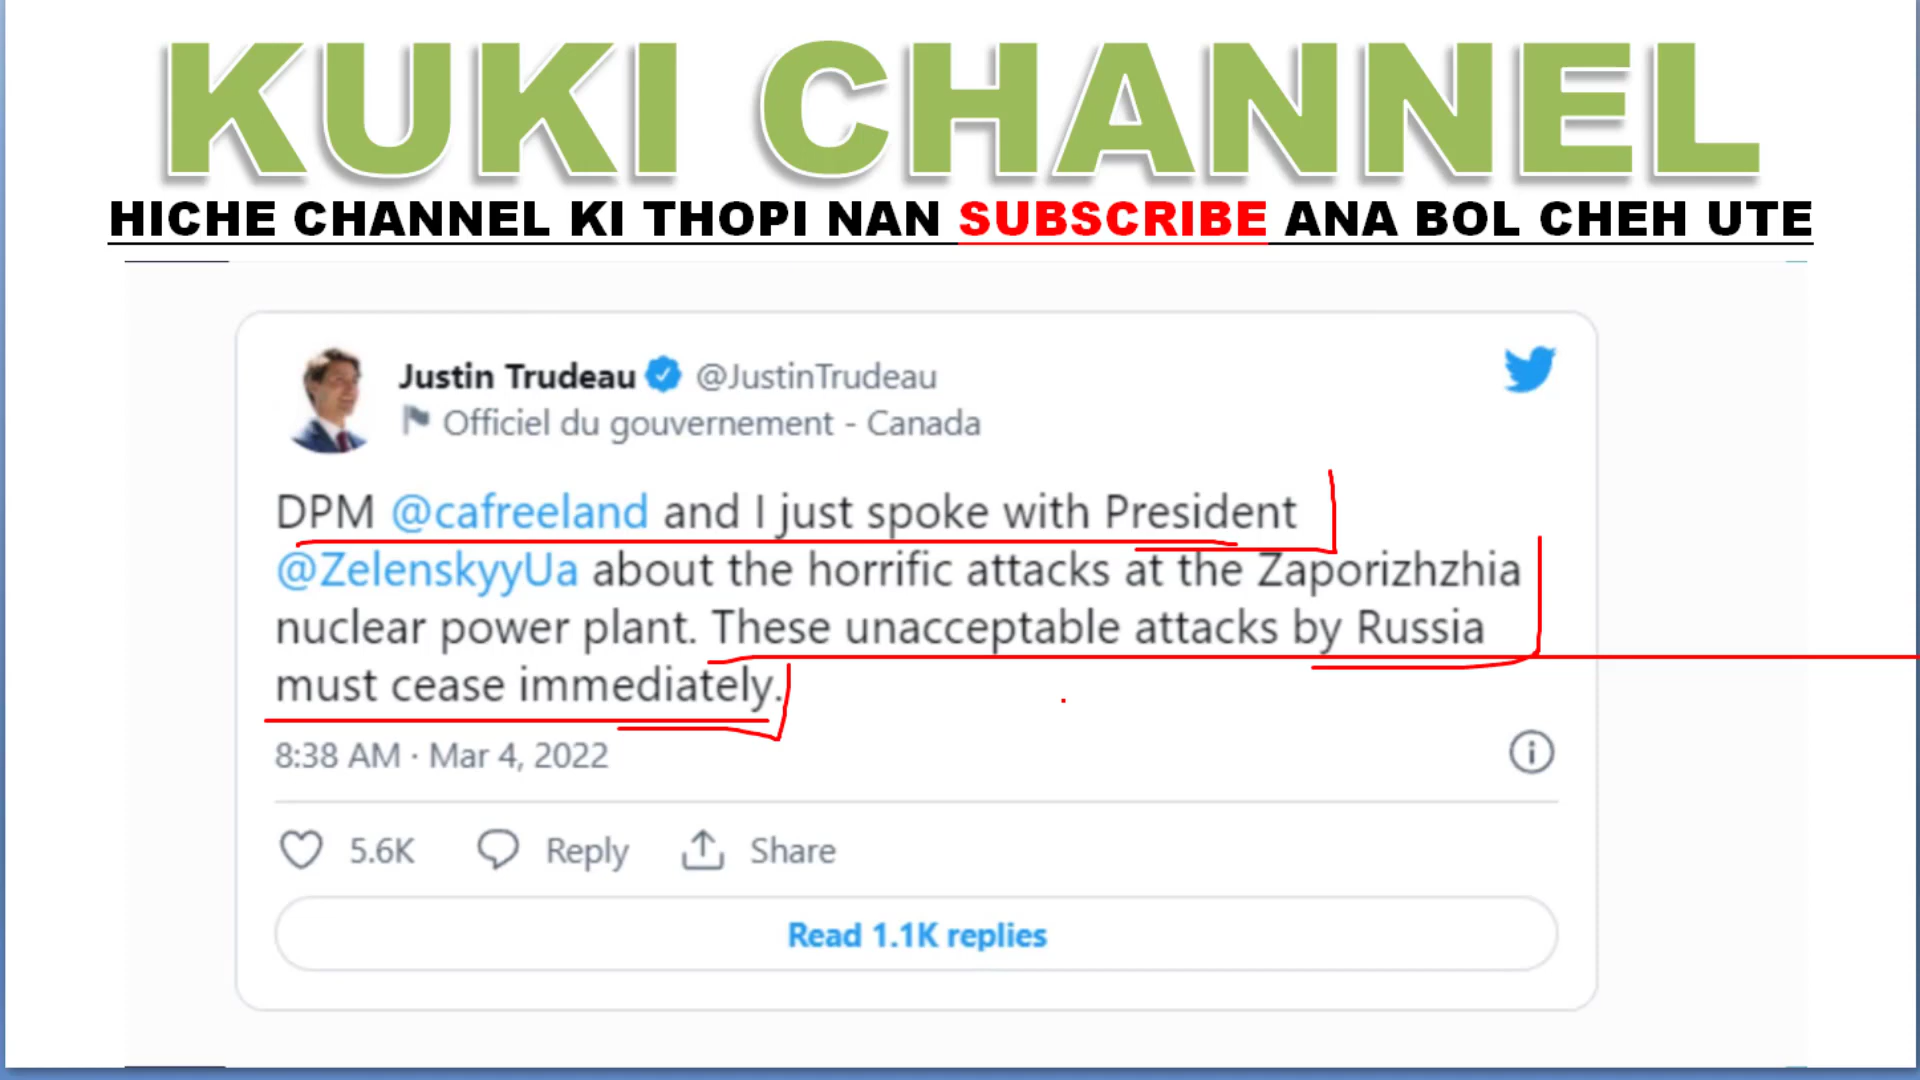 KUKI CHANNEL
HICHE CHANNEL KI THOPI NAN SUBSCRIBE ANA BOL CHEH UTE
Justin Trudeau @JustinTrudeau
Officiel du gouvernement - Canada
DPM @cafreeland and I just spoke with President
@ZelenskyyUa about the horrific attacks at the Zaporizhzhia
nuclear power plant. These unacceptable attacks by Russia
must cease immediately.
8:38 AM · Mar 4, 2022
5.6K Reply Share
Read 1.1K replies